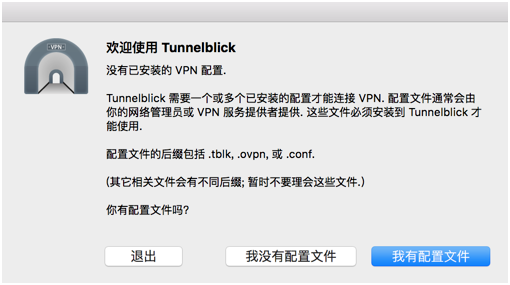 VPN
欢迎使用 Tunnelblick
没有已安装的 VPN 配置.
Tunnelblick 需要一个或多个已安装的配置才能连接 VPN. 配置文件通常会由
你的网络管理员或 VPN 服务提供者提供. 这些文件必须安装到 Tunnelblick 才
能使用.
配置文件的后缀包括 .tblk, .ovpn, 或 .conf.
(其它相关文件会有不同后缀; 暂时不要理会这些文件.)
你有配置文件吗?
退出
我没有配置文件
我有配置文件